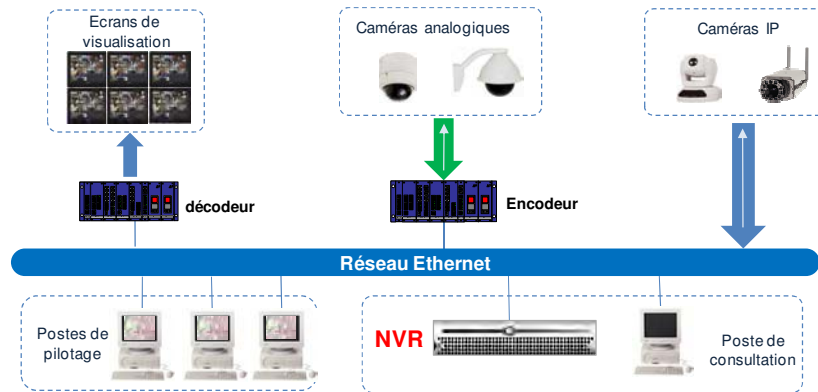 Ecrans de
visualisation
Caméras analogiques
Caméras IP
décodeur
Encodeur
Réseau Ethernet
Postes de
pilotage
NVR
Poste de
consultation